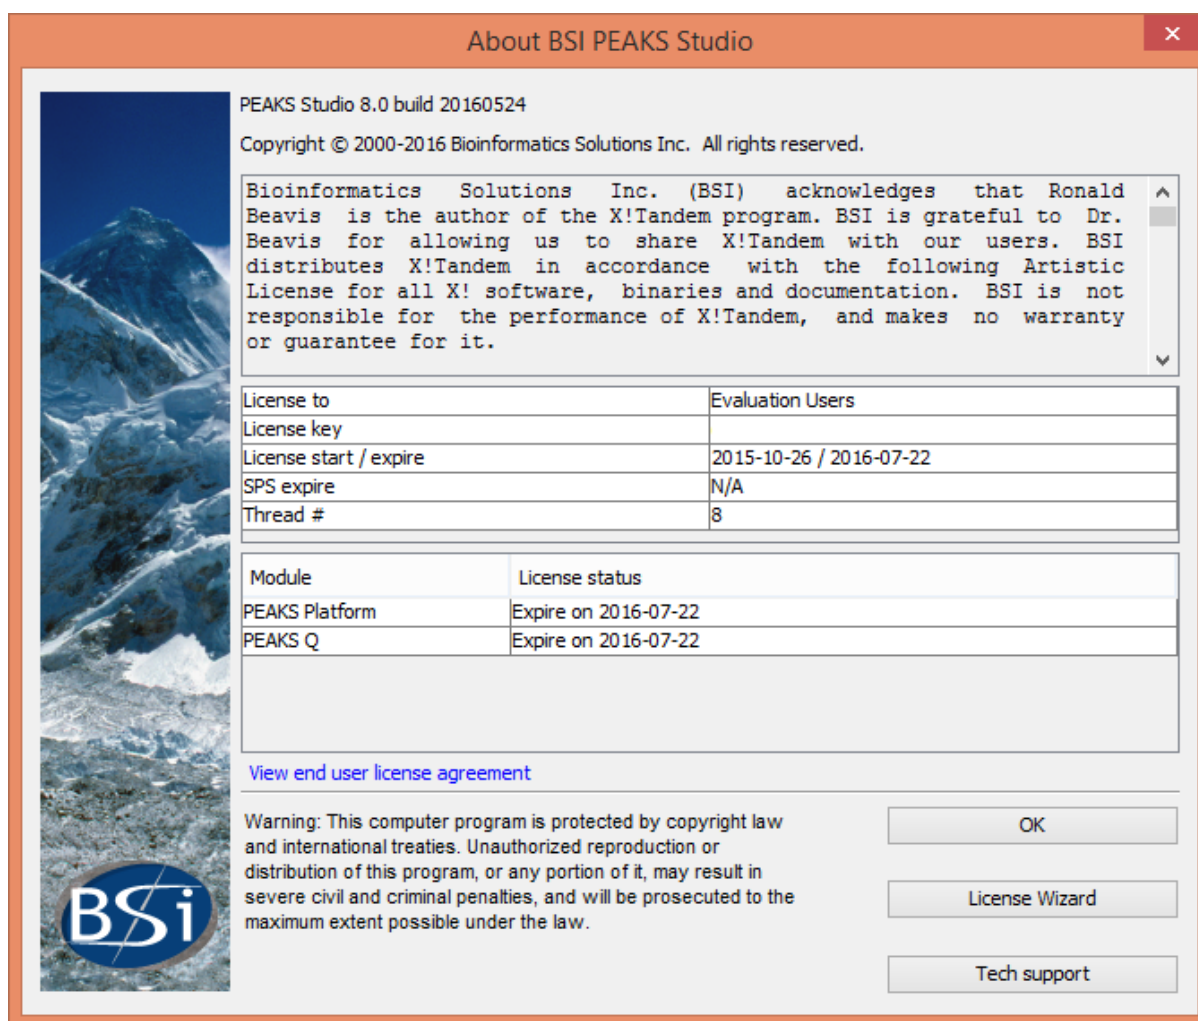 About BSI PEAKS Studio
PEAKS Studio 8.0 build 20160524
Copyright © 2000-2016 Bioinformatics Solutions Inc. All rights reserved.
Bioinformatics Solutions Inc. (BSI) acknowledges that Ronald
Beavis is the author of the X!Tandem program. BSI is grateful to Dr.
Beavis for allowing us to share X!Tandem with our users. BSI
distributes X!Tandem in accordance with the following Artistic
License for all X! software, binaries and documentation. BSI is not
responsible for the performance of X!Tandem, and makes no warranty
or guarantee for it.
License to Evaluation Users
License key
License start / expire 2015-10-26 / 2016-07-22
SPS expire N/A
Thread # 8
Module License status
PEAKS Platform Expire on 2016-07-22
PEAKS Q Expire on 2016-07-22
View end user license agreement
Warning: This computer program is protected by copyright law
and international treaties. Unauthorized reproduction or
distribution of this program, or any portion of it, may result in
severe civil and criminal penalties, and will be prosecuted to the
maximum extent possible under the law.
OK
License Wizard
Tech support
BSi